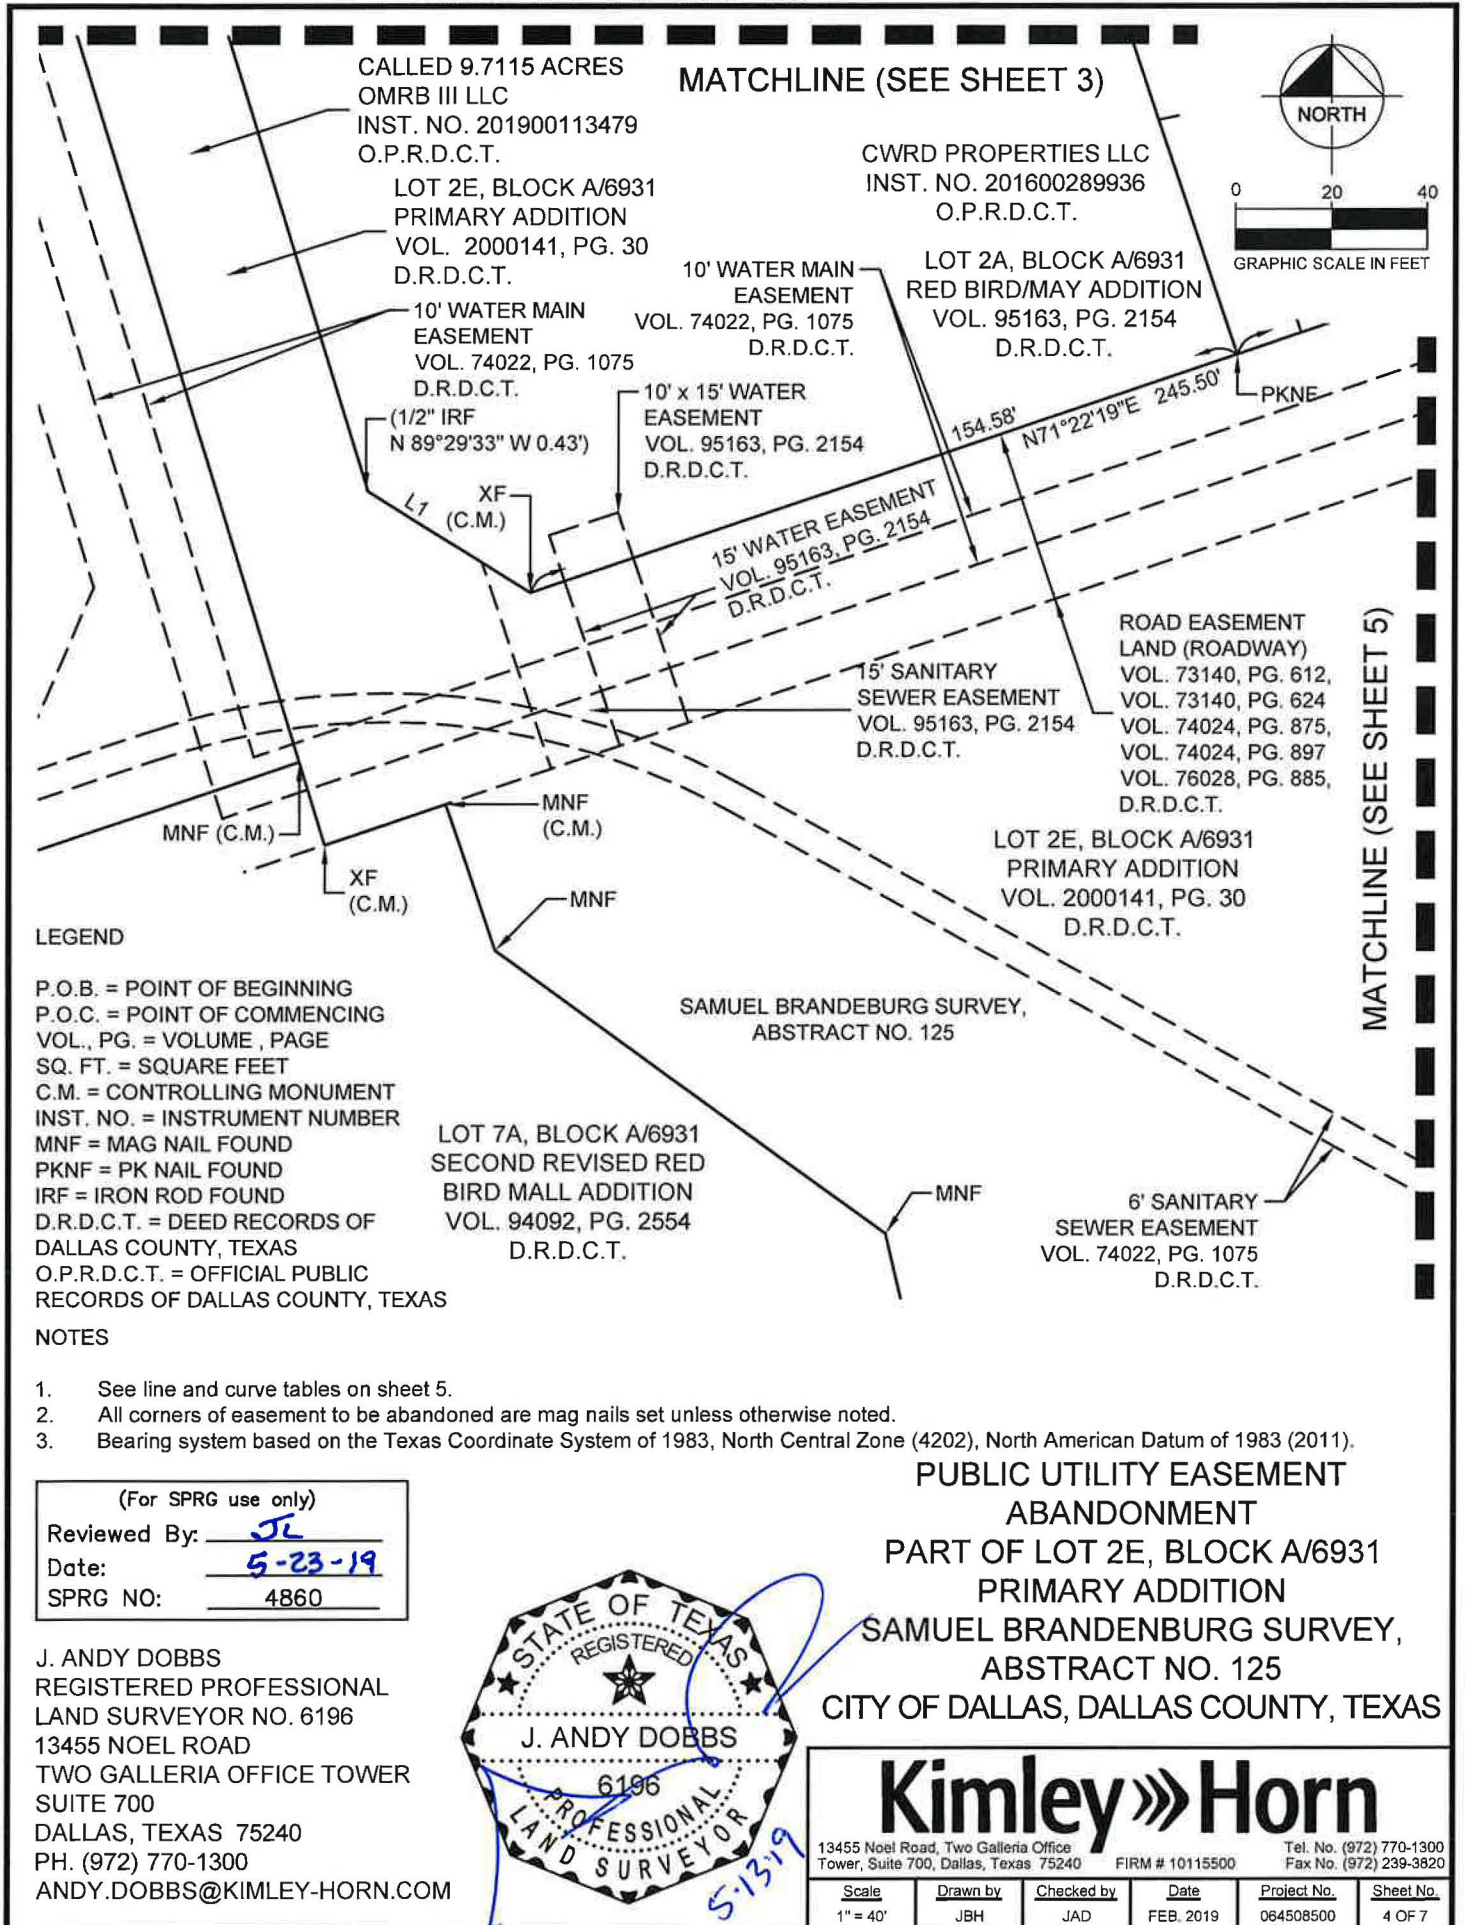 CALLED 9.7115 ACRES
OMRB III LLC
INST. NO. 201900113479
O.P.R.D.C.T.
MATCHLINE (SEE SHEET 3)
NORTH
0 20 40
GRAPHIC SCALE IN FEET
LOT 2E, BLOCK A/6931
PRIMARY ADDITION
VOL. 2000141, PG. 30
D.R.D.C.T.
CWRD PROPERTIES LLC
INST. NO. 201600289936
O.P.R.D.C.T.
10' WATER MAIN
EASEMENT
VOL. 74022, PG. 1075
D.R.D.C.T.
10' WATER MAIN
EASEMENT
VOL. 74022, PG. 1075
D.R.D.C.T.
LOT 2A, BLOCK A/6931
RED BIRD/MAY ADDITION
VOL. 95163, PG. 2154
D.R.D.C.T.
(1/2" IRF
N 89°29'33" W 0.43')
10' x 15' WATER
EASEMENT
VOL. 95163, PG. 2154
D.R.D.C.T.
154.58'
N71°22'19"E 245.50'
PKNF
L1
XF
(C.M.)
15' WATER EASEMENT
VOL. 95163, PG. 2154
D.R.D.C.T.
15' SANITARY
SEWER EASEMENT
VOL. 95163, PG. 2154
D.R.D.C.T.
ROAD EASEMENT
LAND (ROADWAY)
VOL. 73140, PG. 612,
VOL. 73140, PG. 624
VOL. 74024, PG. 875,
VOL. 74024, PG. 897
VOL. 76028, PG. 885,
D.R.D.C.T.
MATCHLINE (SEE SHEET 5)
MNF (C.M.)
MNF
(C.M.)
XF
(C.M.)
MNF
LOT 2E, BLOCK A/6931
PRIMARY ADDITION
VOL. 2000141, PG. 30
D.R.D.C.T.
SAMUEL BRANDEBURG SURVEY,
ABSTRACT NO. 125
LEGEND
P.O.B. = POINT OF BEGINNING
P.O.C. = POINT OF COMMENCING
VOL., PG. = VOLUME , PAGE
SQ. FT. = SQUARE FEET
C.M. = CONTROLLING MONUMENT
INST. NO. = INSTRUMENT NUMBER
MNF = MAG NAIL FOUND
PKNF = PK NAIL FOUND
IRF = IRON ROD FOUND
D.R.D.C.T. = DEED RECORDS OF
DALLAS COUNTY, TEXAS
O.P.R.D.C.T. = OFFICIAL PUBLIC
RECORDS OF DALLAS COUNTY, TEXAS
LOT 7A, BLOCK A/6931
SECOND REVISED RED
BIRD MALL ADDITION
VOL. 94092, PG. 2554
D.R.D.C.T.
MNF
6' SANITARY
SEWER EASEMENT
VOL. 74022, PG. 1075
D.R.D.C.T.
NOTES
1. See line and curve tables on sheet 5.
2. All corners of easement to be abandoned are mag nails set unless otherwise noted.
3. Bearing system based on the Texas Coordinate System of 1983, North Central Zone (4202), North American Datum of 1983 (2011).
(For SPRG use only)
Reviewed By: JL
Date: 5-23-19
SPRG NO: 4860
PUBLIC UTILITY EASEMENT
ABANDONMENT
PART OF LOT 2E, BLOCK A/6931
PRIMARY ADDITION
SAMUEL BRANDENBURG SURVEY,
ABSTRACT NO. 125
CITY OF DALLAS, DALLAS COUNTY, TEXAS
J. ANDY DOBBS
REGISTERED PROFESSIONAL
LAND SURVEYOR NO. 6196
13455 NOEL ROAD
TWO GALLERIA OFFICE TOWER
SUITE 700
DALLAS, TEXAS 75240
PH. (972) 770-1300
ANDY.DOBBS@KIMLEY-HORN.COM
STATE OF TEXAS
REGISTERED
J. ANDY DOBBS
6196
PROFESSIONAL
LAND SURVEYOR
5-13-19
Kimley»Horn
13455 Noel Road, Two Galleria Office
Tower, Suite 700, Dallas, Texas 75240
FIRM # 10115500
Tel. No. (972) 770-1300
Fax No. (972) 239-3820
Scale Drawn by Checked by Date Project No. Sheet No.
1" = 40' JBH JAD FEB. 2019 064508500 4 OF 7